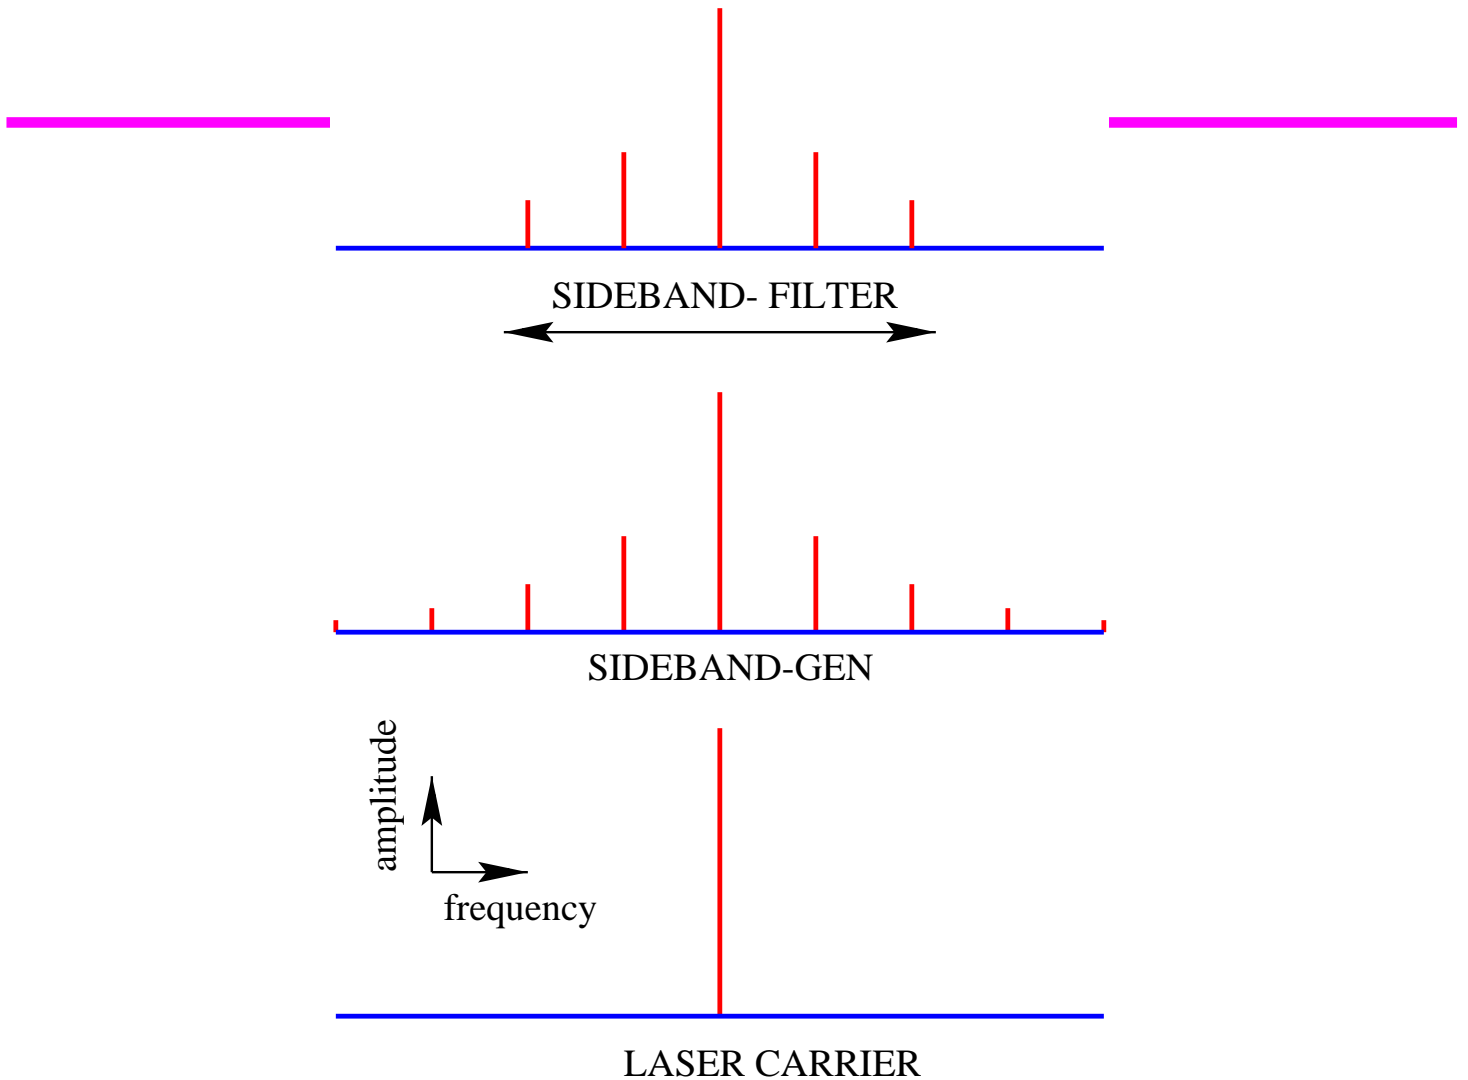 SIDEBAND- FILTER
SIDEBAND-GEN
amplitude
frequency
LASER CARRIER